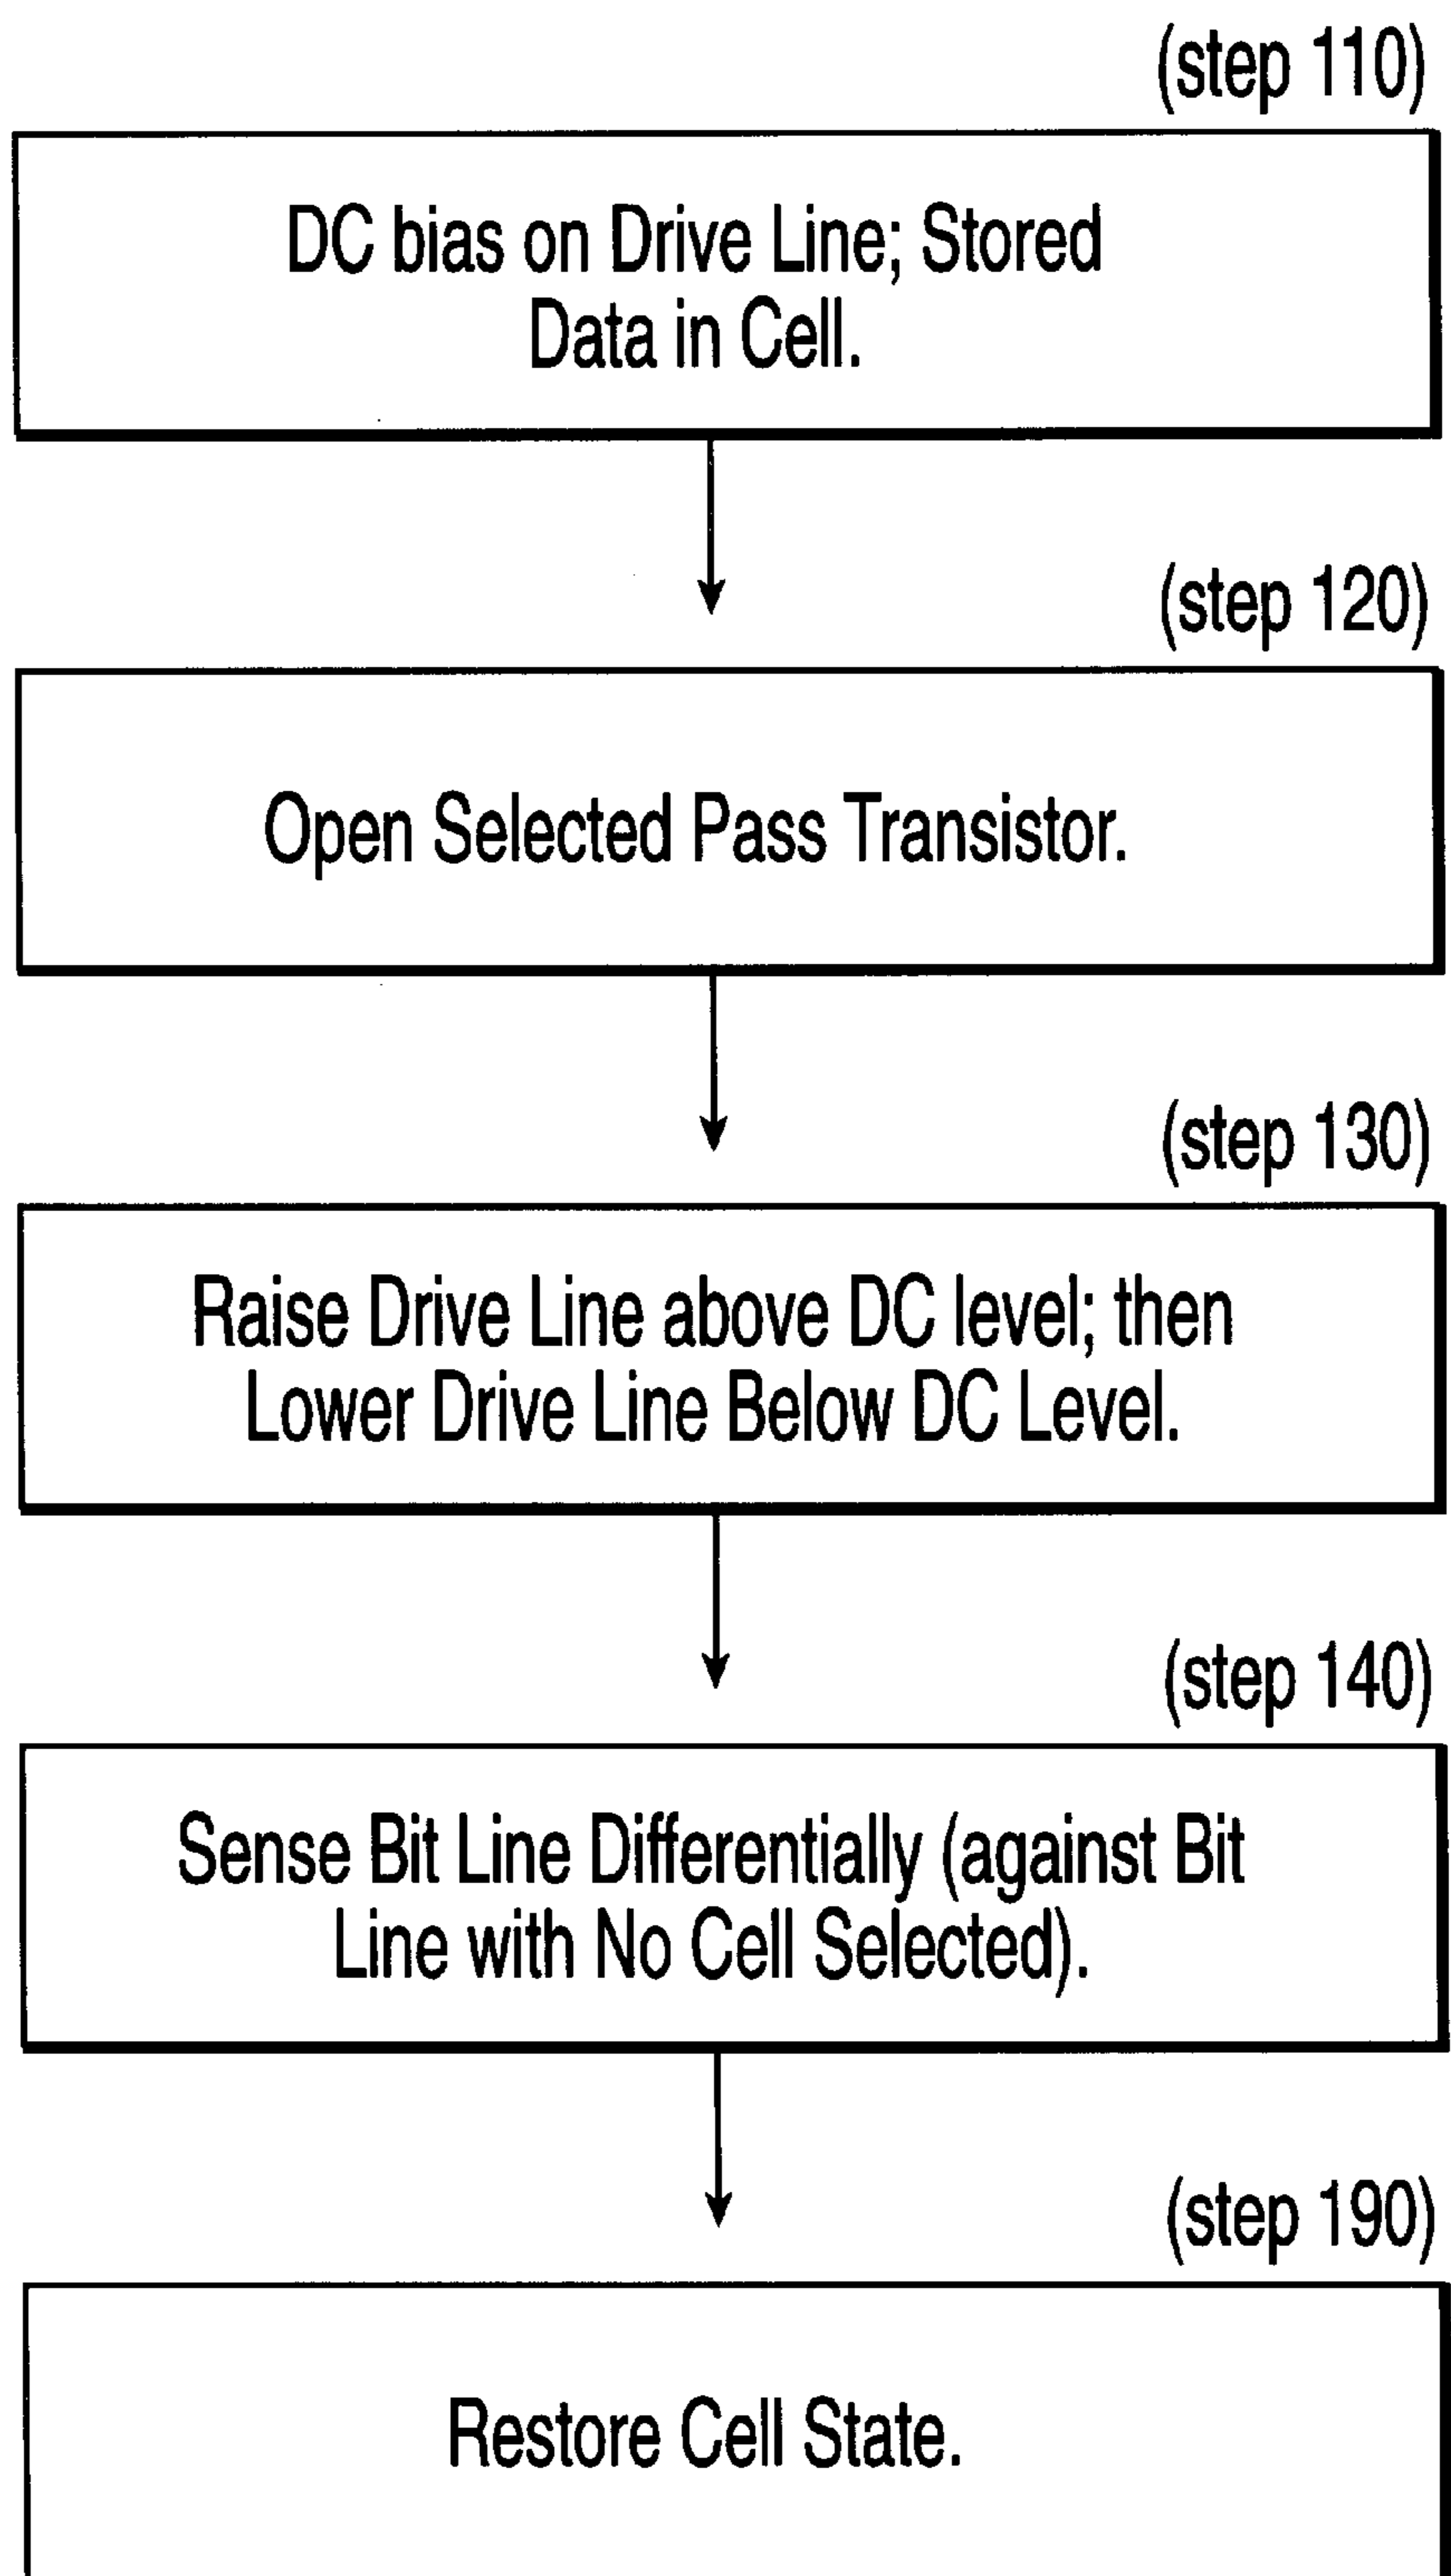 (step 110)
DC bias on Drive Line; Stored
Data in Cell.
(step 120)
Open Selected Pass Transistor.
(step 130)
Raise Drive Line above DC level; then
Lower Drive Line Below DC Level.
(step 140)
Sense Bit Line Differentially (against Bit
Line with No Cell Selected).
(step 190)
Restore Cell State.